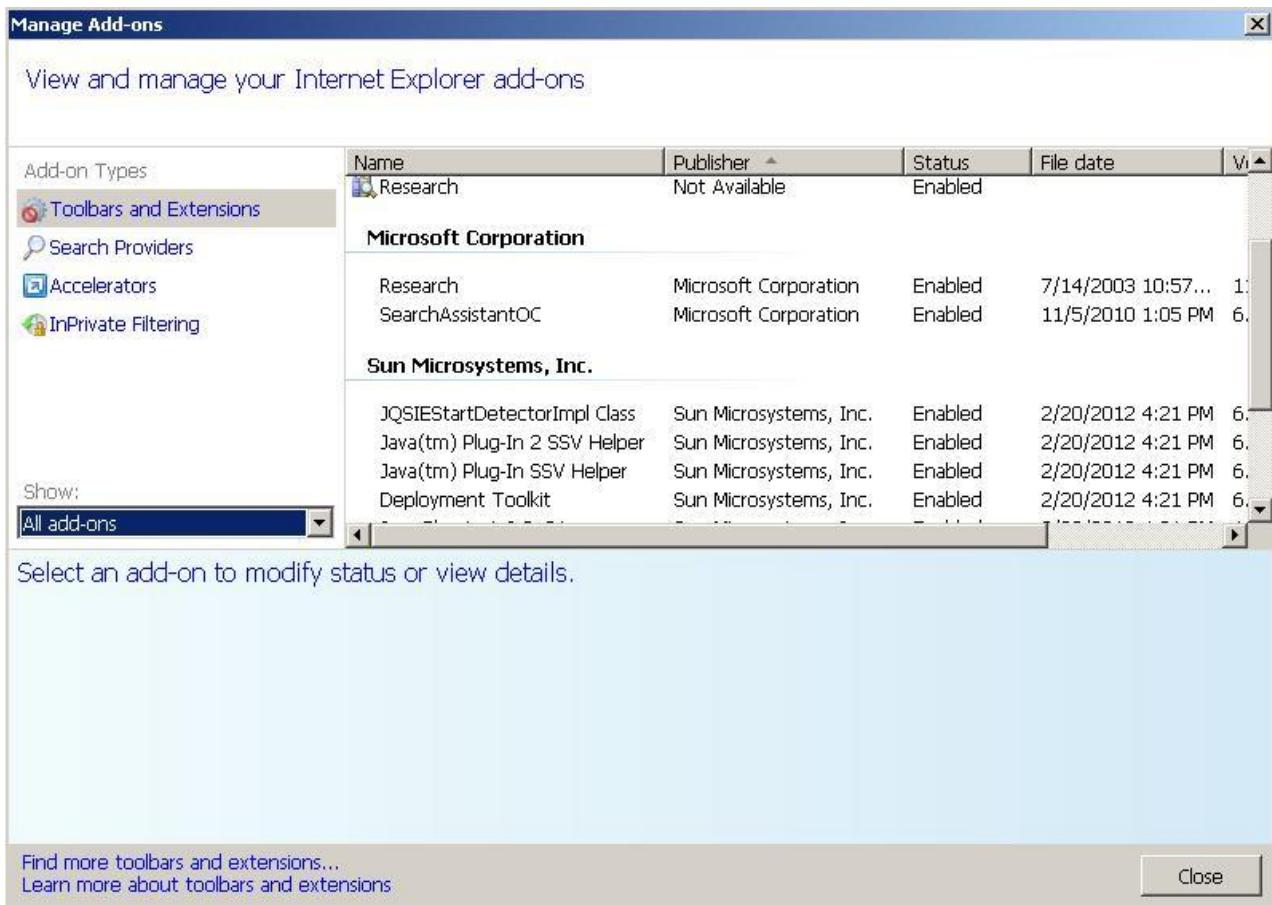 Manage Add-ons
View and manage your Internet Explorer add-ons
Add-on Types
Toolbars and Extensions
Search Providers
Accelerators
InPrivate Filtering
Show:
All add-ons
Name Publisher Status File date
Research Not Available Enabled
Microsoft Corporation
Research Microsoft Corporation Enabled 7/14/2003 10:57...
SearchAssistantOC Microsoft Corporation Enabled 11/5/2010 1:05 PM 6.
Sun Microsystems, Inc.
JQSIEStartDetectorImpl Class Sun Microsystems, Inc. Enabled 2/20/2012 4:21 PM 6.
Java(tm) Plug-In 2 SSV Helper Sun Microsystems, Inc. Enabled 2/20/2012 4:21 PM 6.
Java(tm) Plug-In SSV Helper Sun Microsystems, Inc. Enabled 2/20/2012 4:21 PM 6.
Deployment Toolkit Sun Microsystems, Inc. Enabled 2/20/2012 4:21 PM 6.
Select an add-on to modify status or view details.
Find more toolbars and extensions...
Learn more about toolbars and extensions
Close